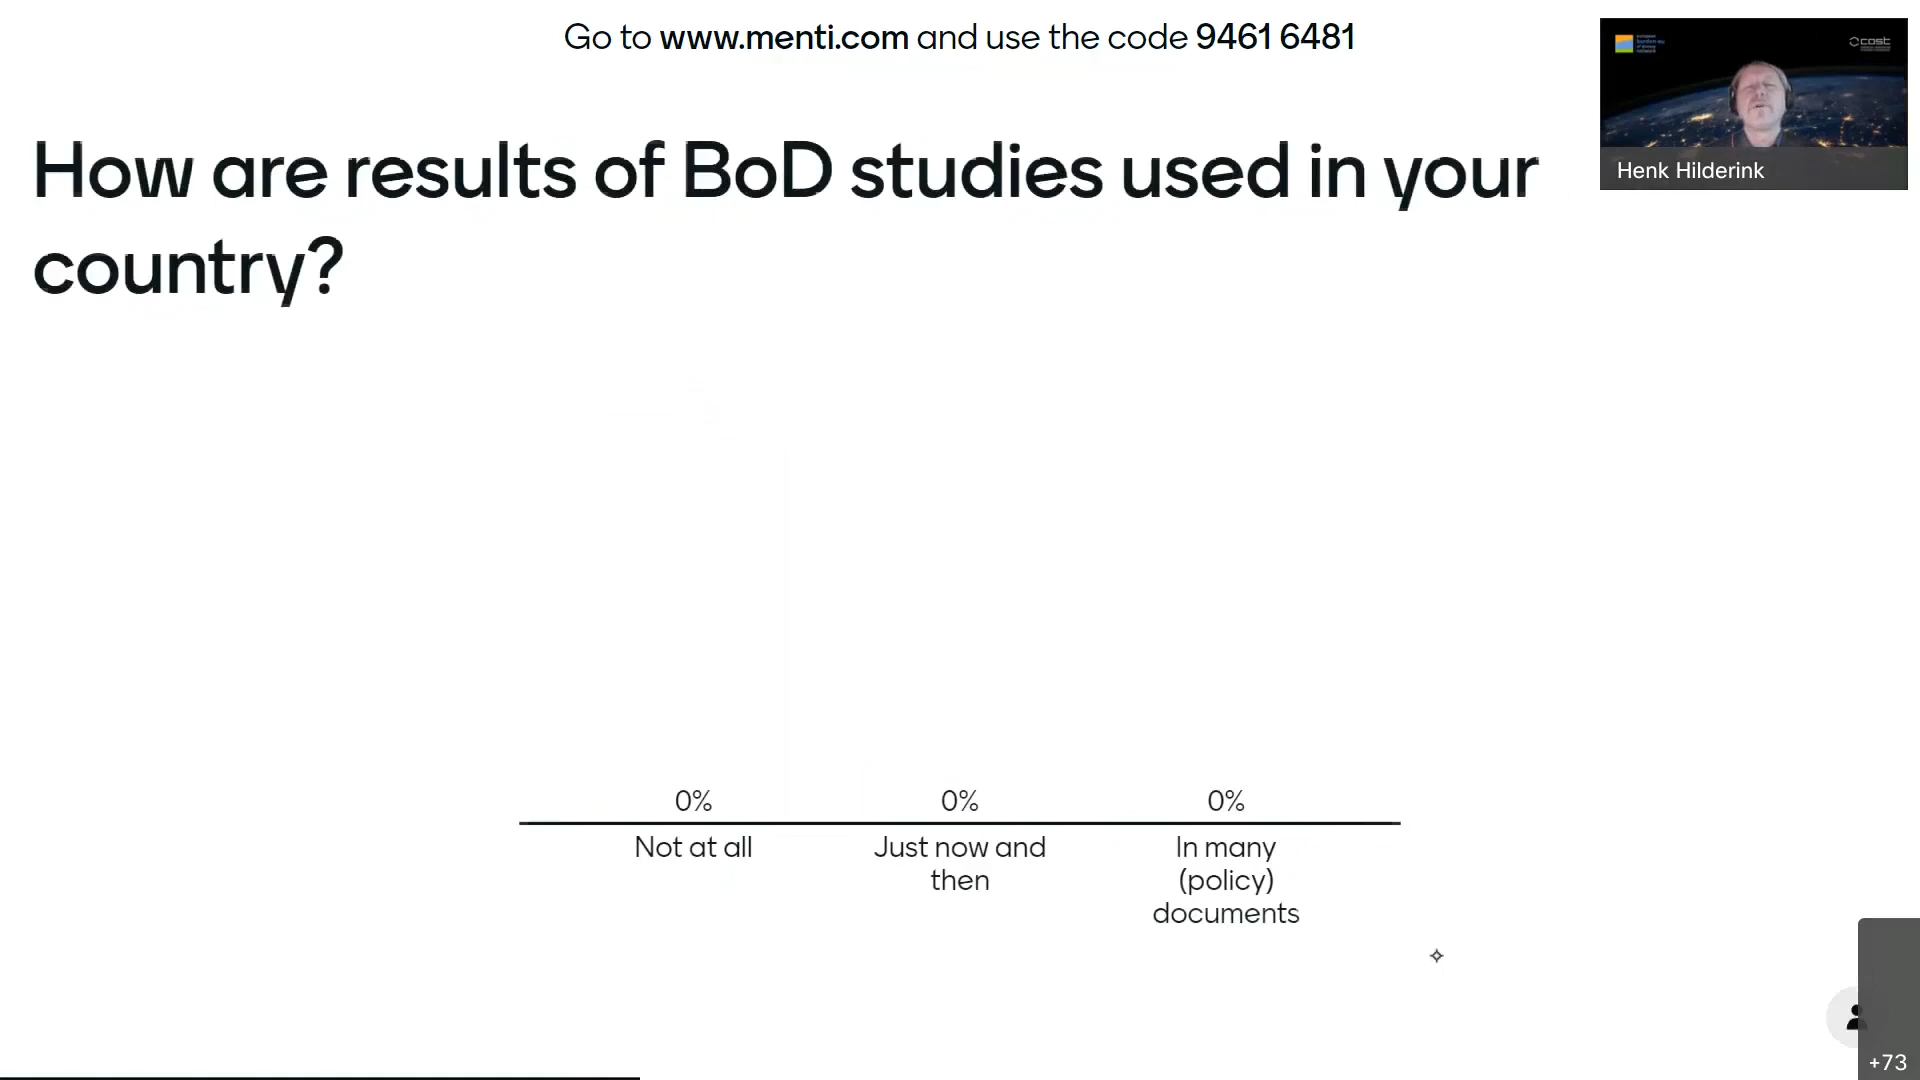 Go to www.menti.com and use the code 9461 6481
How are results of BoD studies used in your
country?
cost
Henk Hilderink
0%
0%
0%
Not at all
Just now and
then
In many
(policy)
documents
+73